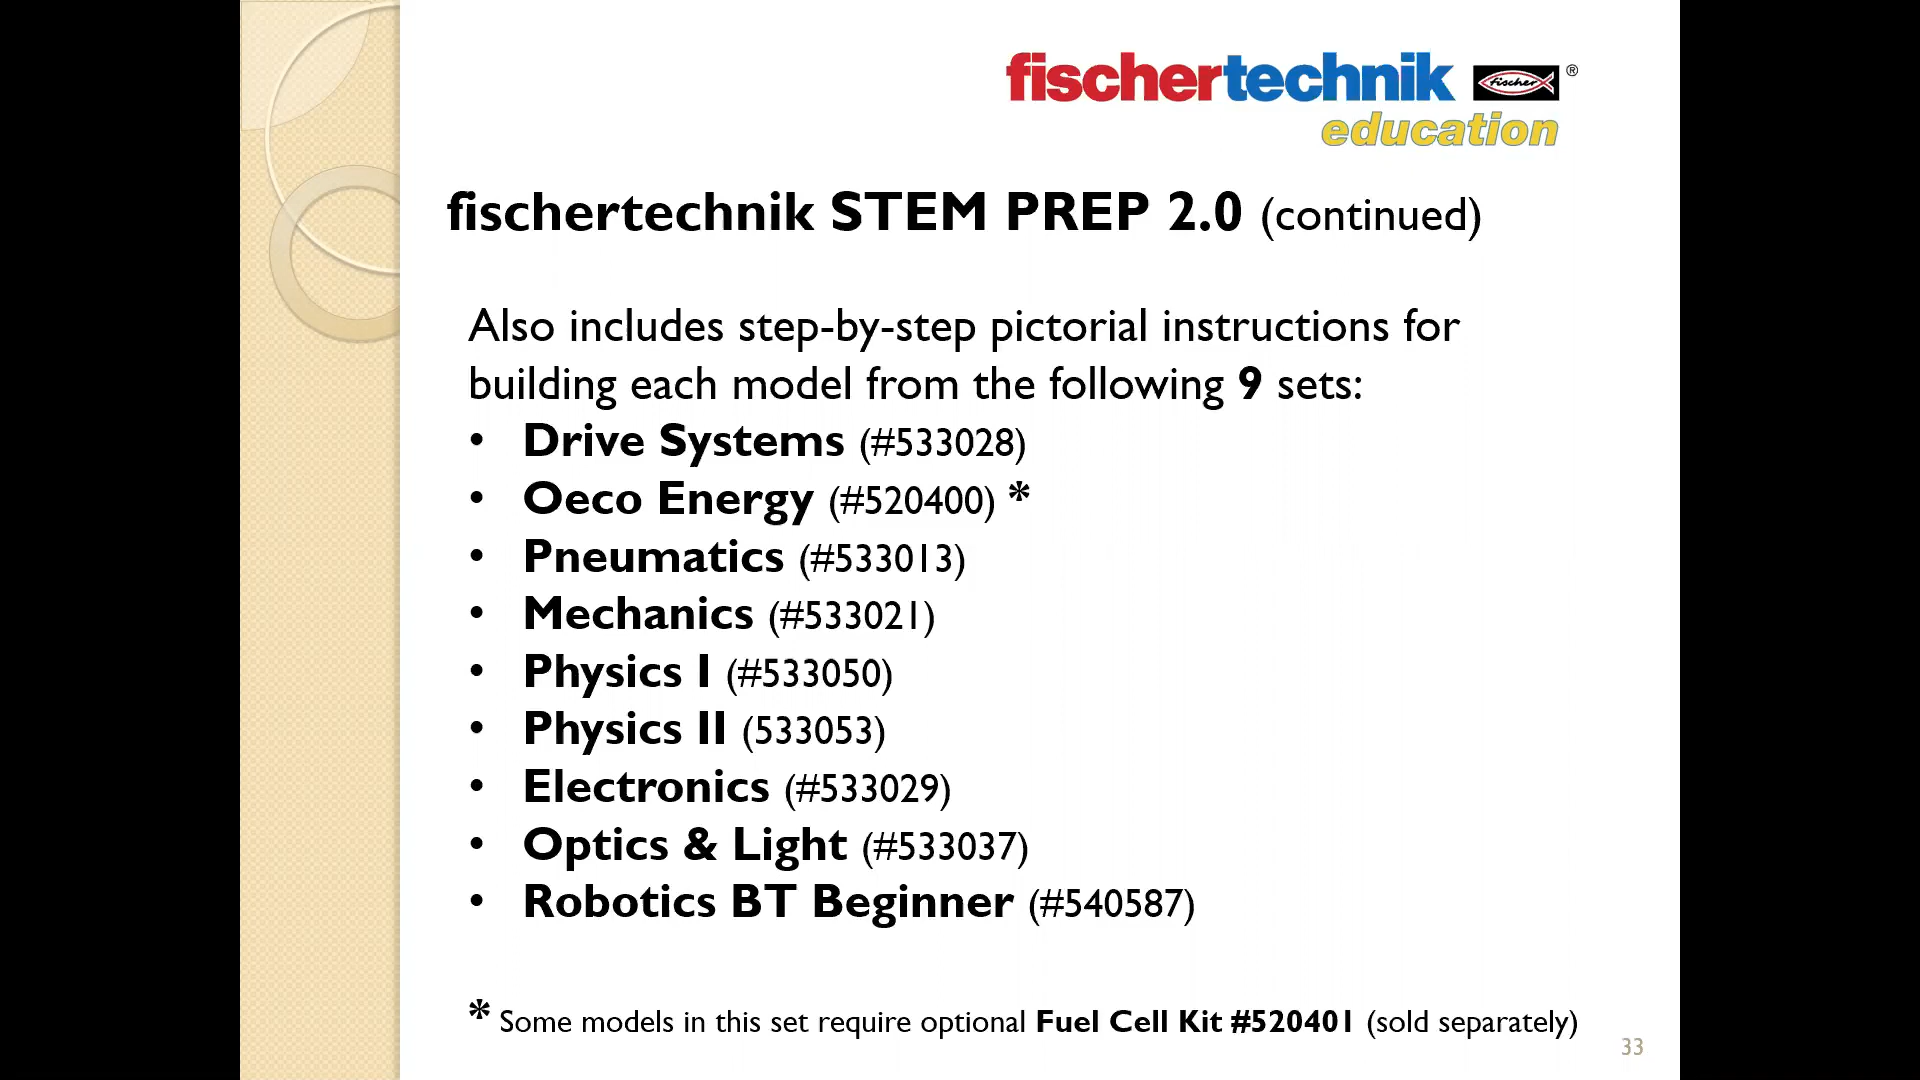 fischertechnik fischer ®
education
fischertechnik STEM PREP 2.0 (continued)
Also includes step-by-step pictorial instructions for
building each model from the following 9 sets:
• Drive Systems (#533028)
• Oeco Energy (#520400) *
• Pneumatics (#533013)
• Mechanics (#533021)
• Physics I (#533050)
• Physics II (533053)
• Electronics (#533029)
• Optics & Light (#533037)
• Robotics BT Beginner (#540587)
* Some models in this set require optional Fuel Cell Kit #520401 (sold separately)
33